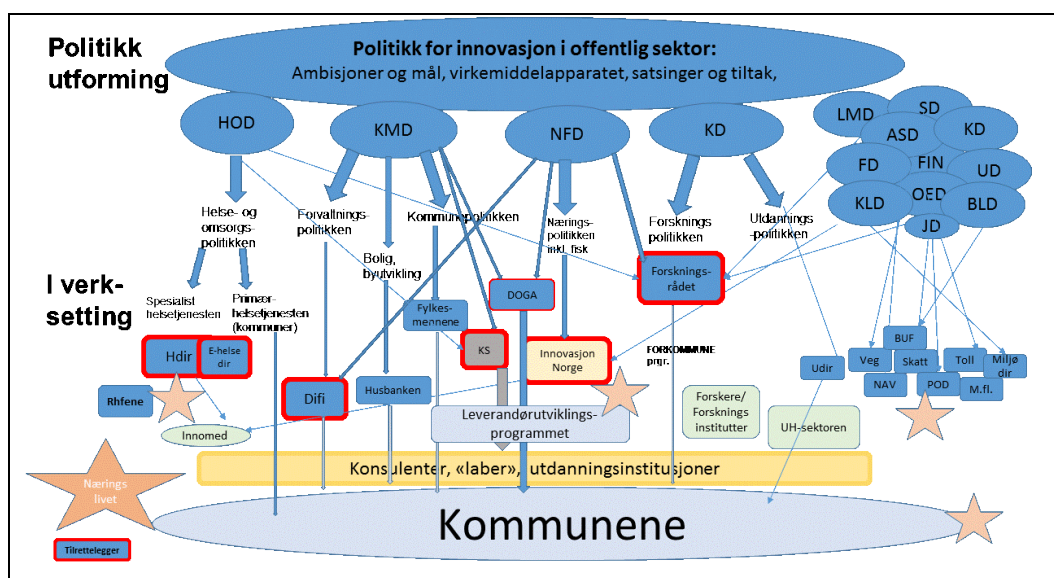 Politikk
utforming
Politikk for innovasjon i offentlig sektor:
Ambisjoner og mål, virkemiddelapparatet, satsinger og tiltak,
HOD
KMD
NFD
KD
LMD
SD
ASD
KD
FD
FIN
UD
KLD
OED
BLD
JD
Helse- og
omsorgs-
politikken
Forvaltnings-
politikken
Kommunepolitikken
Nærings-
politikken
inkl. fisk
Forsknings
politikken
Utdannings
-politikken
Bolig,
byutvikling
I verk-
setting
Spesialist
helsetjenesten
Primær-
helsetjenesten
(kommuner)
Fylkes-
mennene
DOGA
Forsknings-
rådet
Hdir
E-helse
dir
KS
Innovasjon
Norge
FORKOMMUNE
prgr.
BUF
Veg
Skatt
Toll
Miljø
dir
NAV
POD
M.fl.
Udir
Rhfene
Difi
Husbanken
Innomed
Leverandørutviklings-
programmet
Forskere/
Forsknings
institutter
UH-sektoren
Konsulenter, «laber», utdanningsinstitusjoner
Nærings
livet
Kommunene
Tilrettelegger